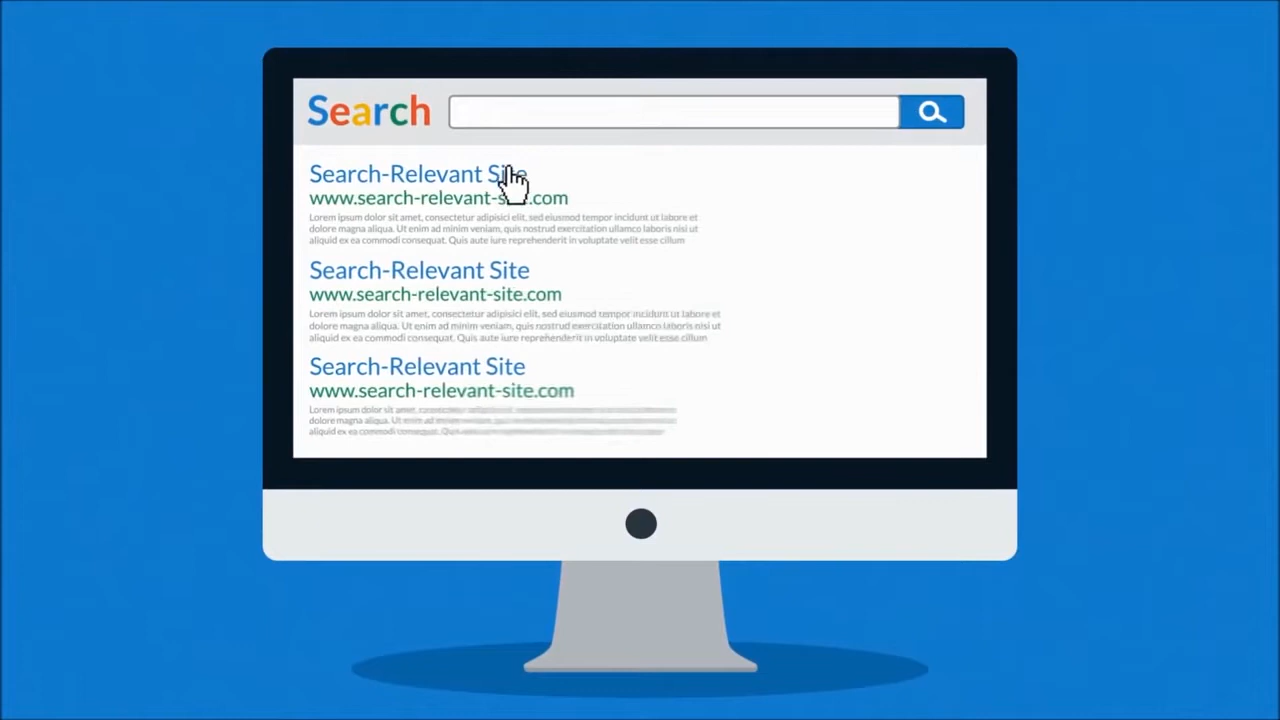 Search
Search-Relevant Site
www.search-relevant-site.com
Lorem ipsum dolor sit amet, consectetur adipisici elit, sed eiusmod tempor incidunt ut labore et
dolore magna aliqua. Ut enim ad minim veniam, quis nostrud exercitation ullamco laboris nisi ut
aliquid ex ea commodi consequat. Quis aute iure reprehenderit in voluptate velit esse cillum
Search-Relevant Site
www.search-relevant-site.com
Lorem ipsum dolor sit amet, consectetur adipisici elit, sed eiusmod tempor incidunt ut labore et
dolore magna aliqua. Ut enim ad minim veniam, quis nostrud exercitation ullamco laboris nisi ut
aliquid ex ea commodi consequat. Quis aute iure reprehenderit in voluptate velit esse cillum
Search-Relevant Site
www.search-relevant-site.com
Lorem ipsum dolor sit amet,
dolore magna aliqua. Ut enim ad minim veniam,
aliquid ex ea commodi consequat. Quis